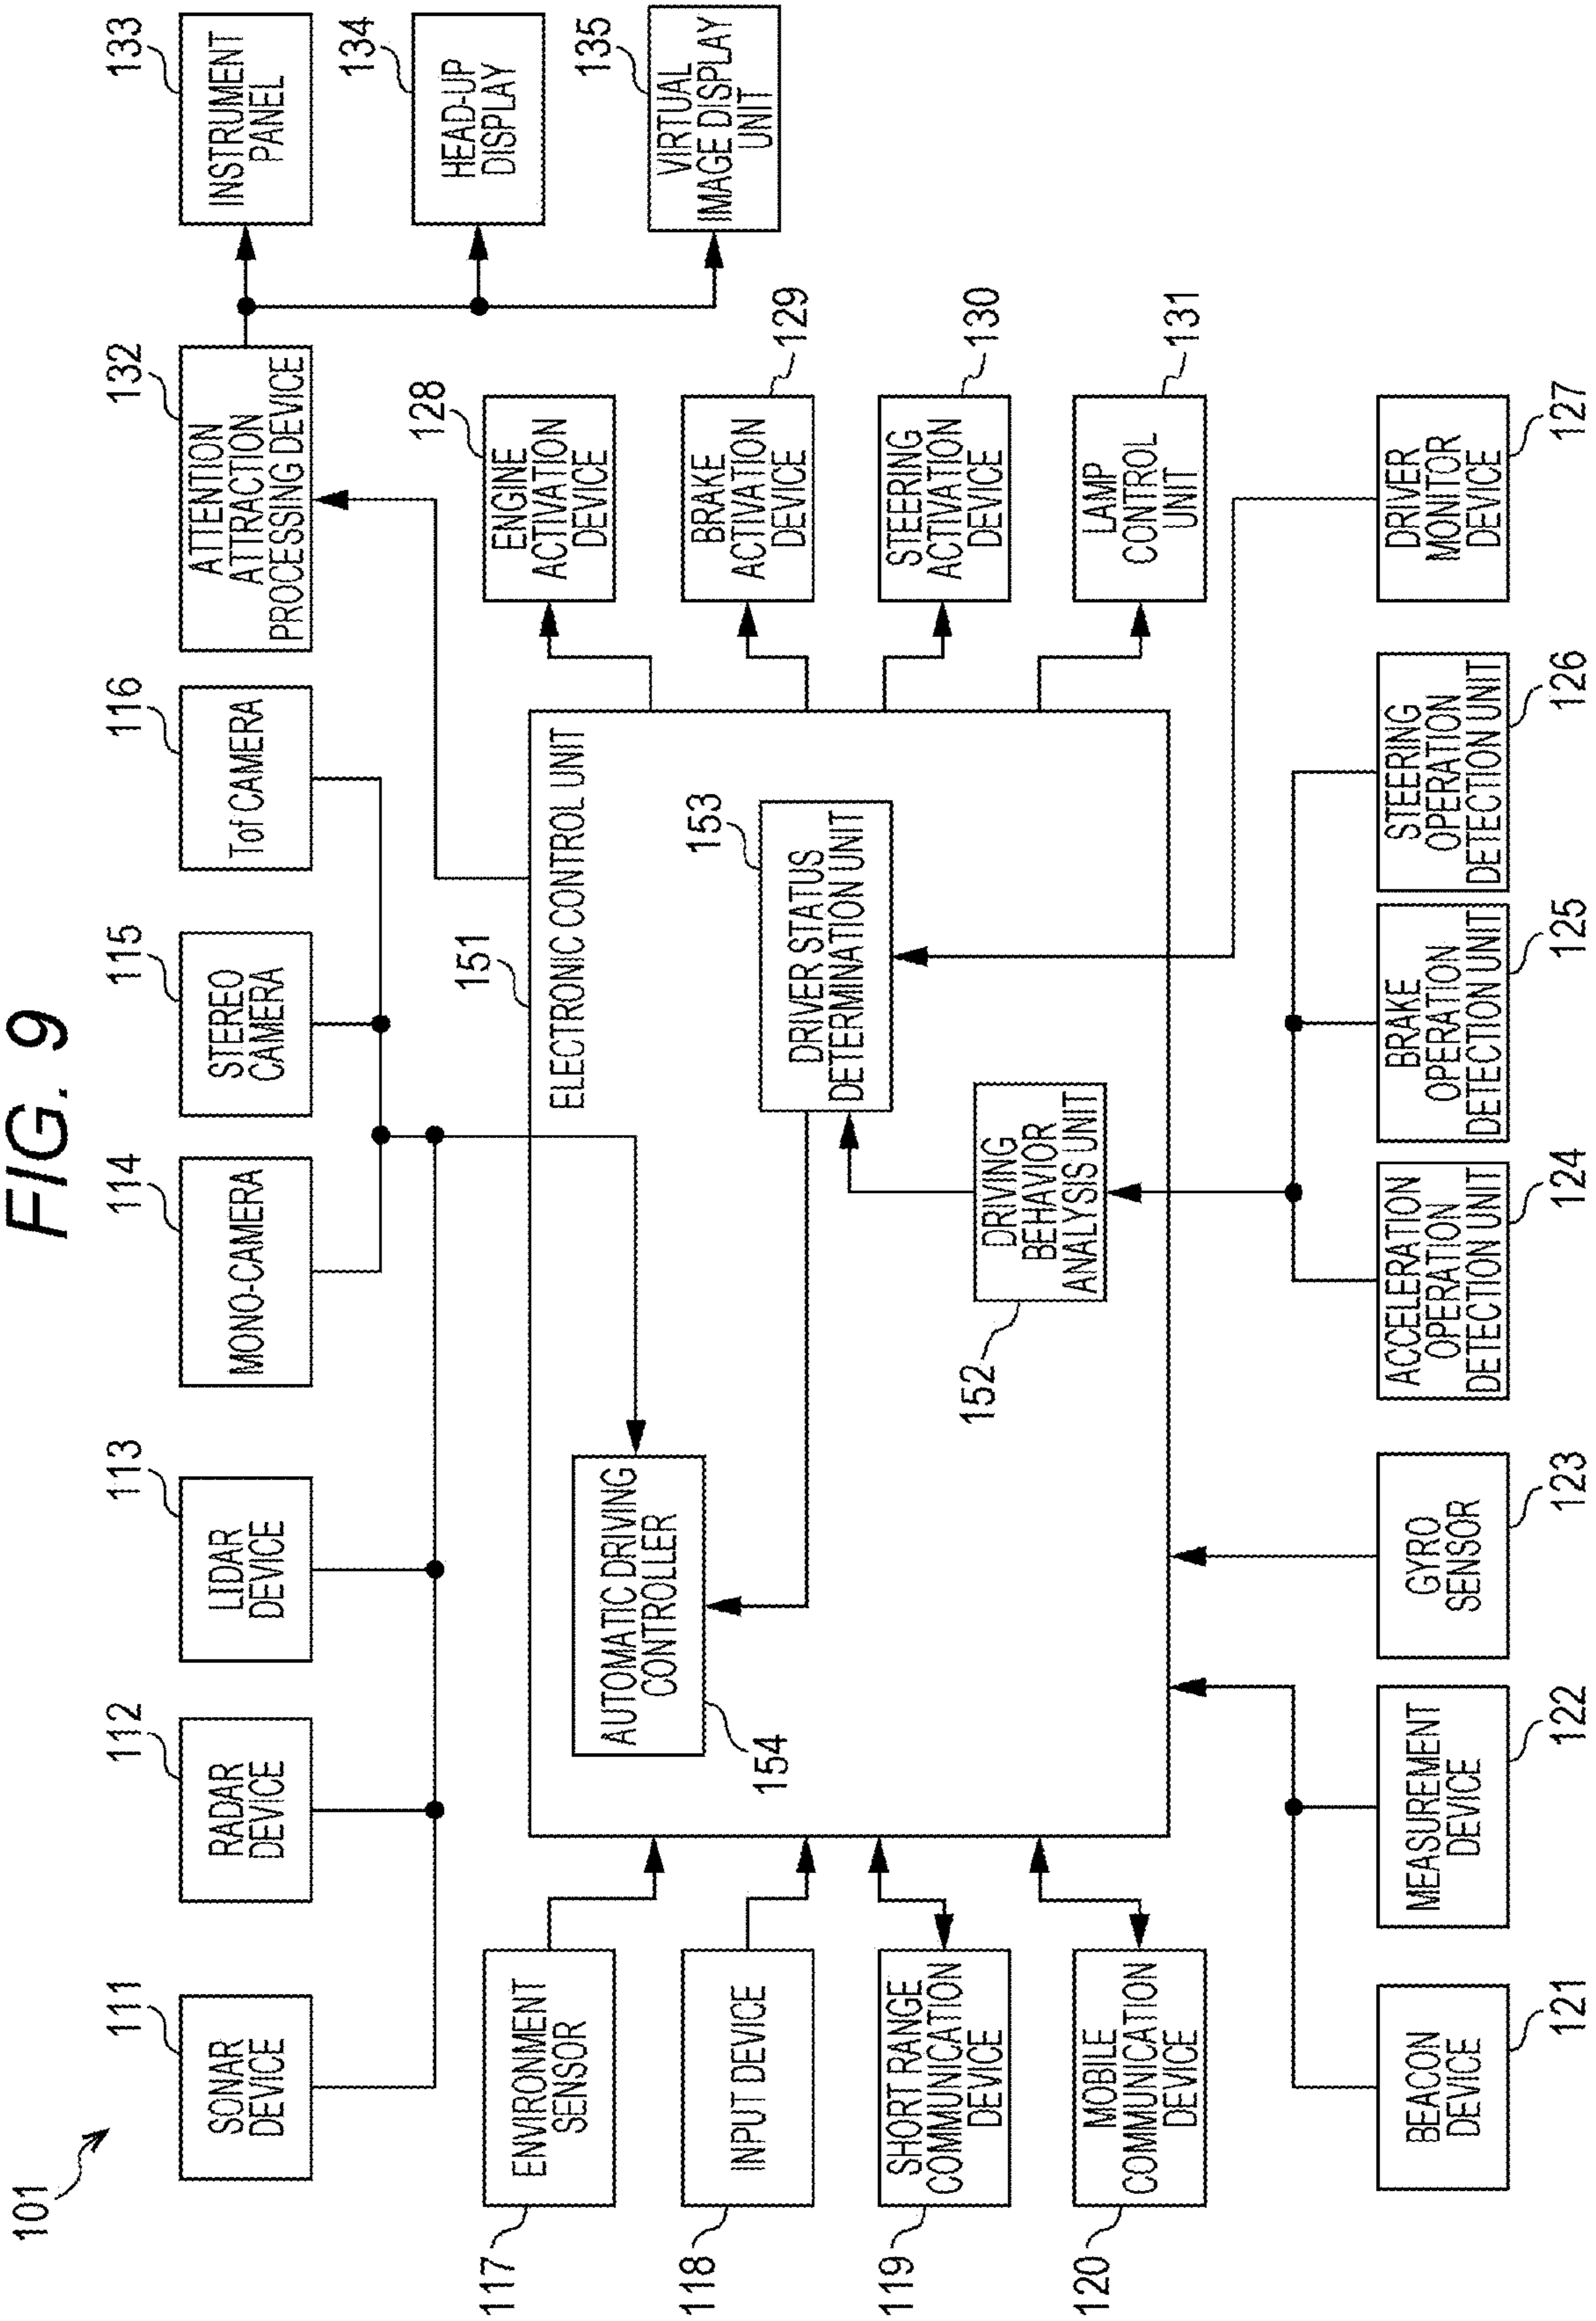 FIG. 9
101
111
SONAR
DEVICE
112
RADAR
DEVICE
113
LIDAR
DEVICE
114
MONO-CAMERA
115
STEREO
CAMERA
116
Tof CAMERA
132
ATTENTION
ATTRACTION
PROCESSING DEVICE
133
INSTRUMENT
PANEL
134
HEAD-UP
DISPLAY
135
VIRTUAL
IMAGE DISPLAY
UNIT
117
ENVIRONMENT
SENSOR
118
INPUT DEVICE
119
SHORT RANGE
COMMUNICATION
DEVICE
120
MOBILE
COMMUNICATION
DEVICE
151
ELECTRONIC CONTROL UNIT
154
AUTOMATIC DRIVING
CONTROLLER
153
DRIVER STATUS
DETERMINATION UNIT
152
DRIVING
BEHAVIOR
ANALYSIS UNIT
128
ENGINE
ACTIVATION
DEVICE
129
BRAKE
ACTIVATION
DEVICE
130
STEERING
ACTIVATION
DEVICE
131
LAMP
CONTROL
UNIT
BEACON
DEVICE
121
MEASUREMENT
DEVICE
122
GYRO
SENSOR
123
ACCELERATION
OPERATION
DETECTION UNIT
124
BRAKE
OPERATION
DETECTION UNIT
125
STEERING
OPERATION
DETECTION UNIT
126
DRIVER
MONITOR
DEVICE
127